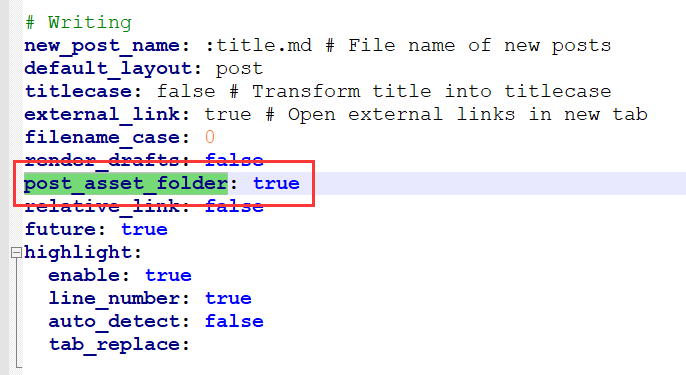 # Writing
new_post_name: :title.md # File name of new posts
default_layout: post
titlecase: false # Transform title into titlecase
external_link: true # Open external links in new tab
filename_case: 0
render_drafts: false
post_asset_folder: true
relative_link: false
future: true
highlight:
  enable: true
  line_number: true
  auto_detect: false
  tab_replace: